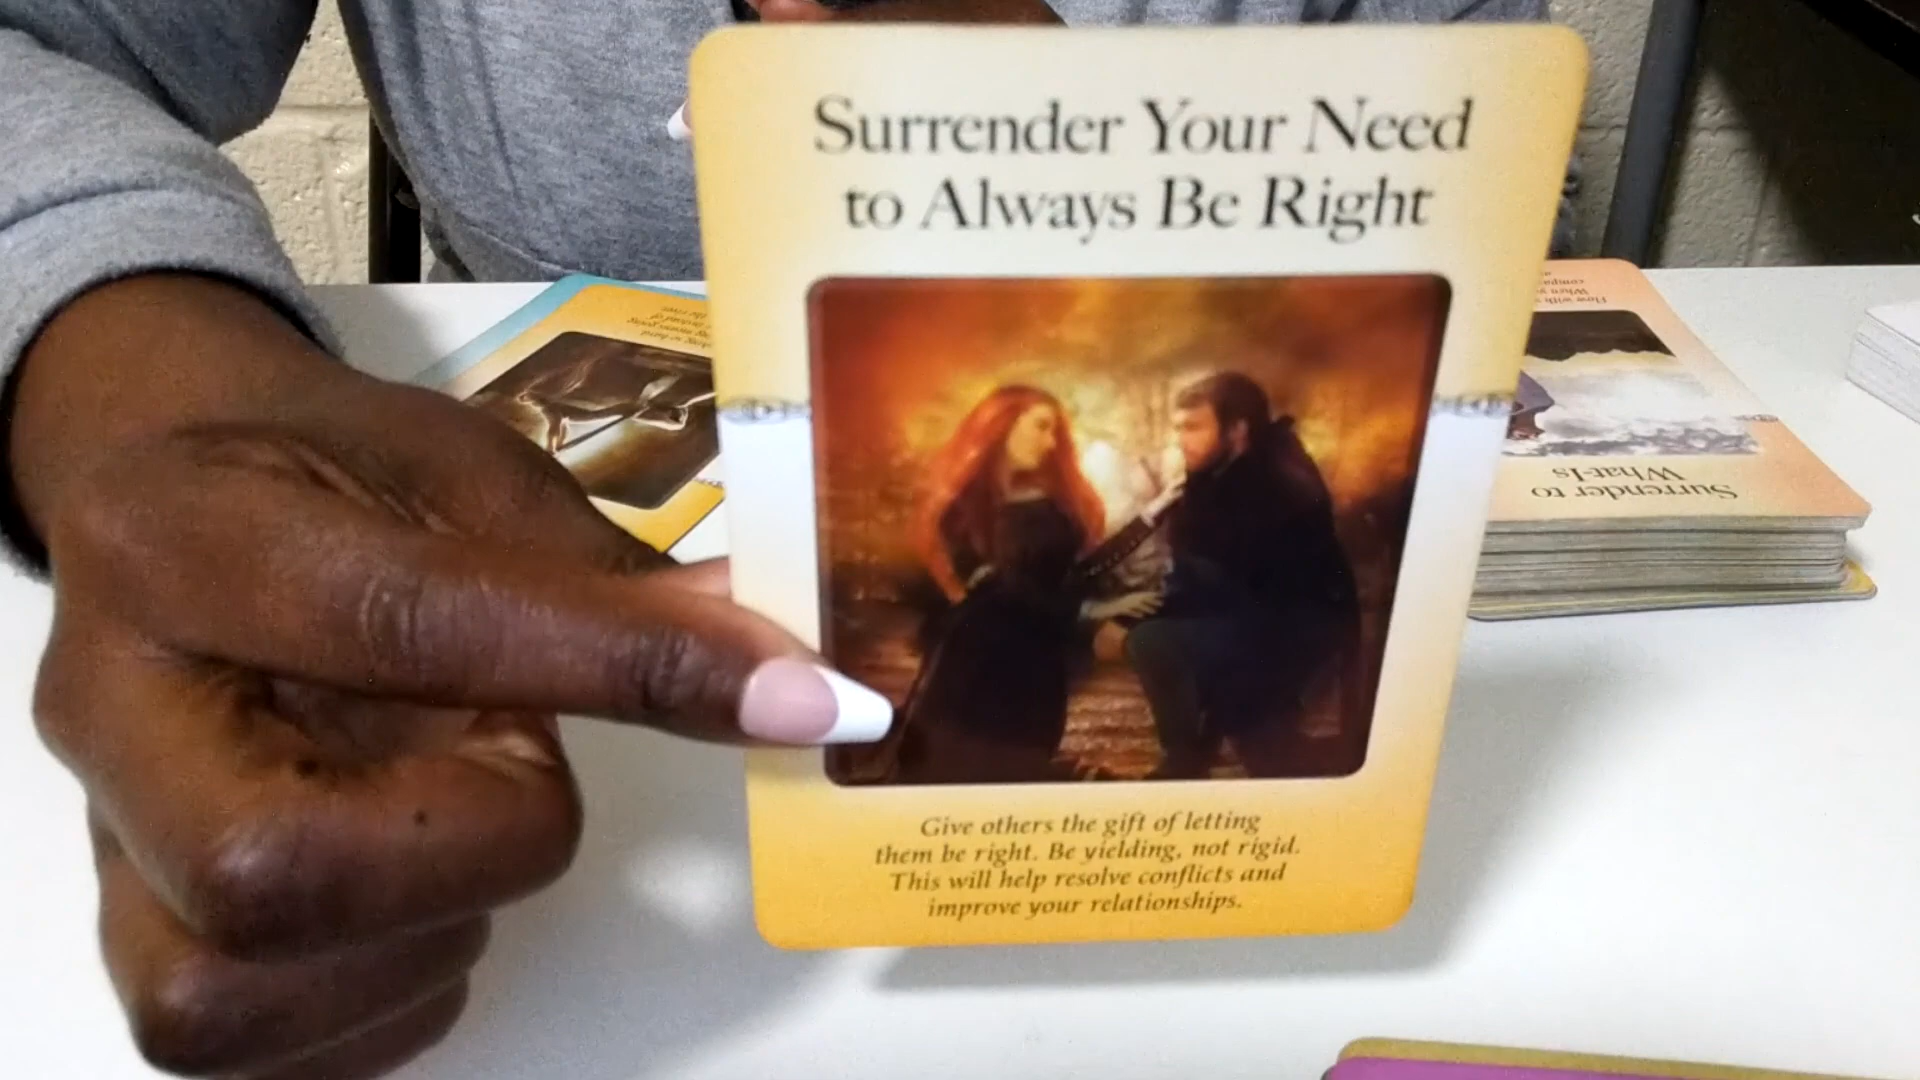 Surrender Your Need
to Always Be Right
Give others the gift of letting
them be right. Be yielding, not rigid.
This will help resolve conflicts and
improve your relationships.
Surrender to
What-Is